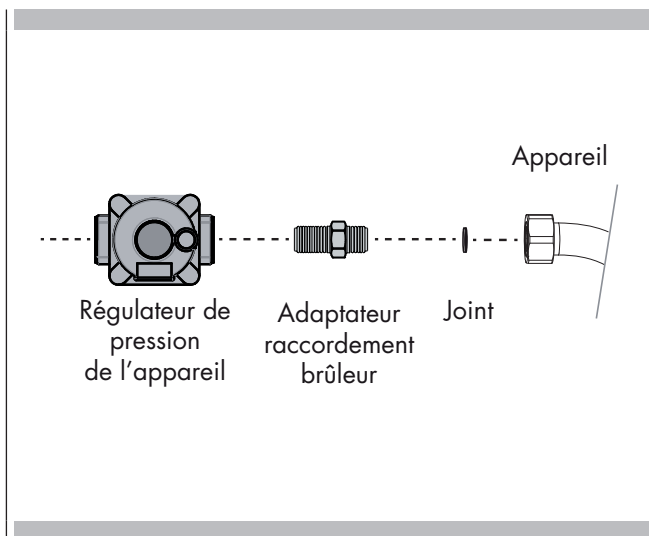 Appareil
Régulateur de
pression
de l'appareil
Adaptateur
raccordement
brûleur
Joint